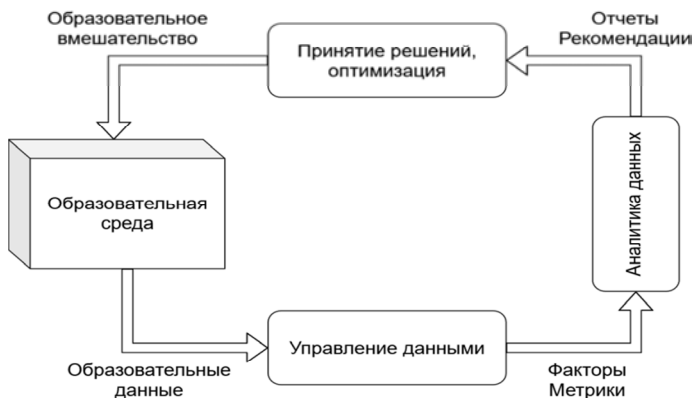 Образовательное
вмешательство
Принятие решений,
оптимизация
Отчеты
Рекомендации
Образовательная
среда
Аналитика данных
Образовательные
данные
Управление данными
Факторы
Метрики